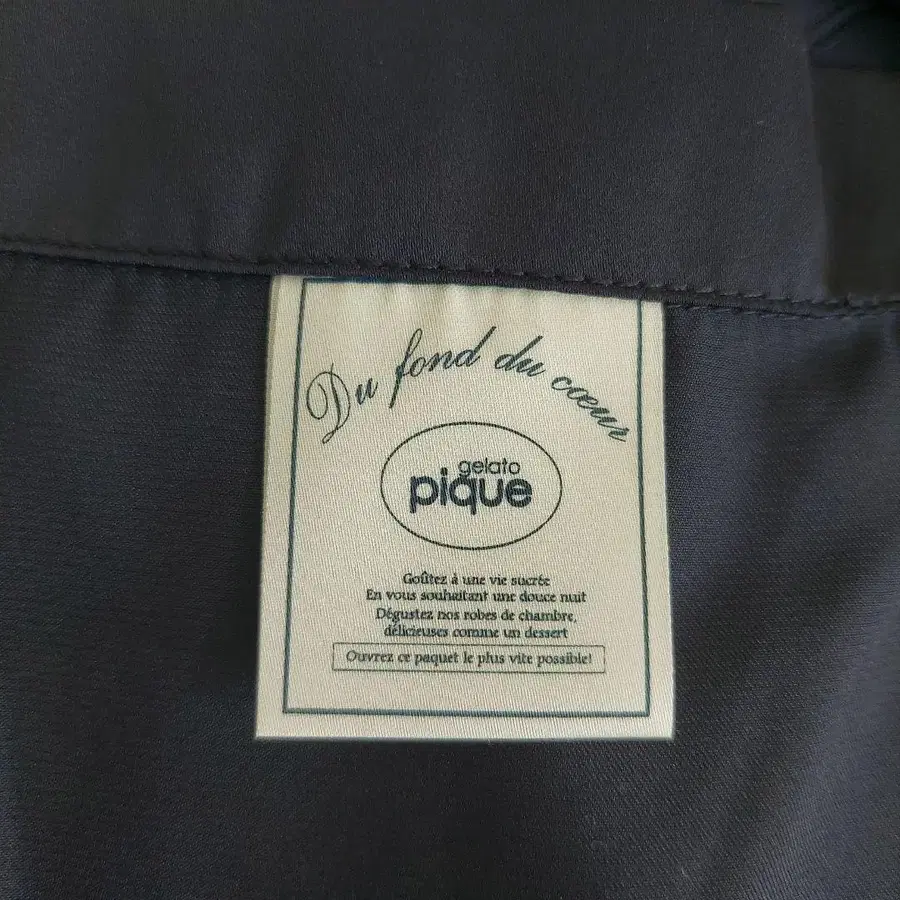 Du fond du cœur
gelato
pique
Goûtez à une vie sucrée
En vous souhaitant une douce nuit
Dégustez nos robes de chambre,
délicieuses comme un dessert
Ouvrez ce paquet le plus vite possible!